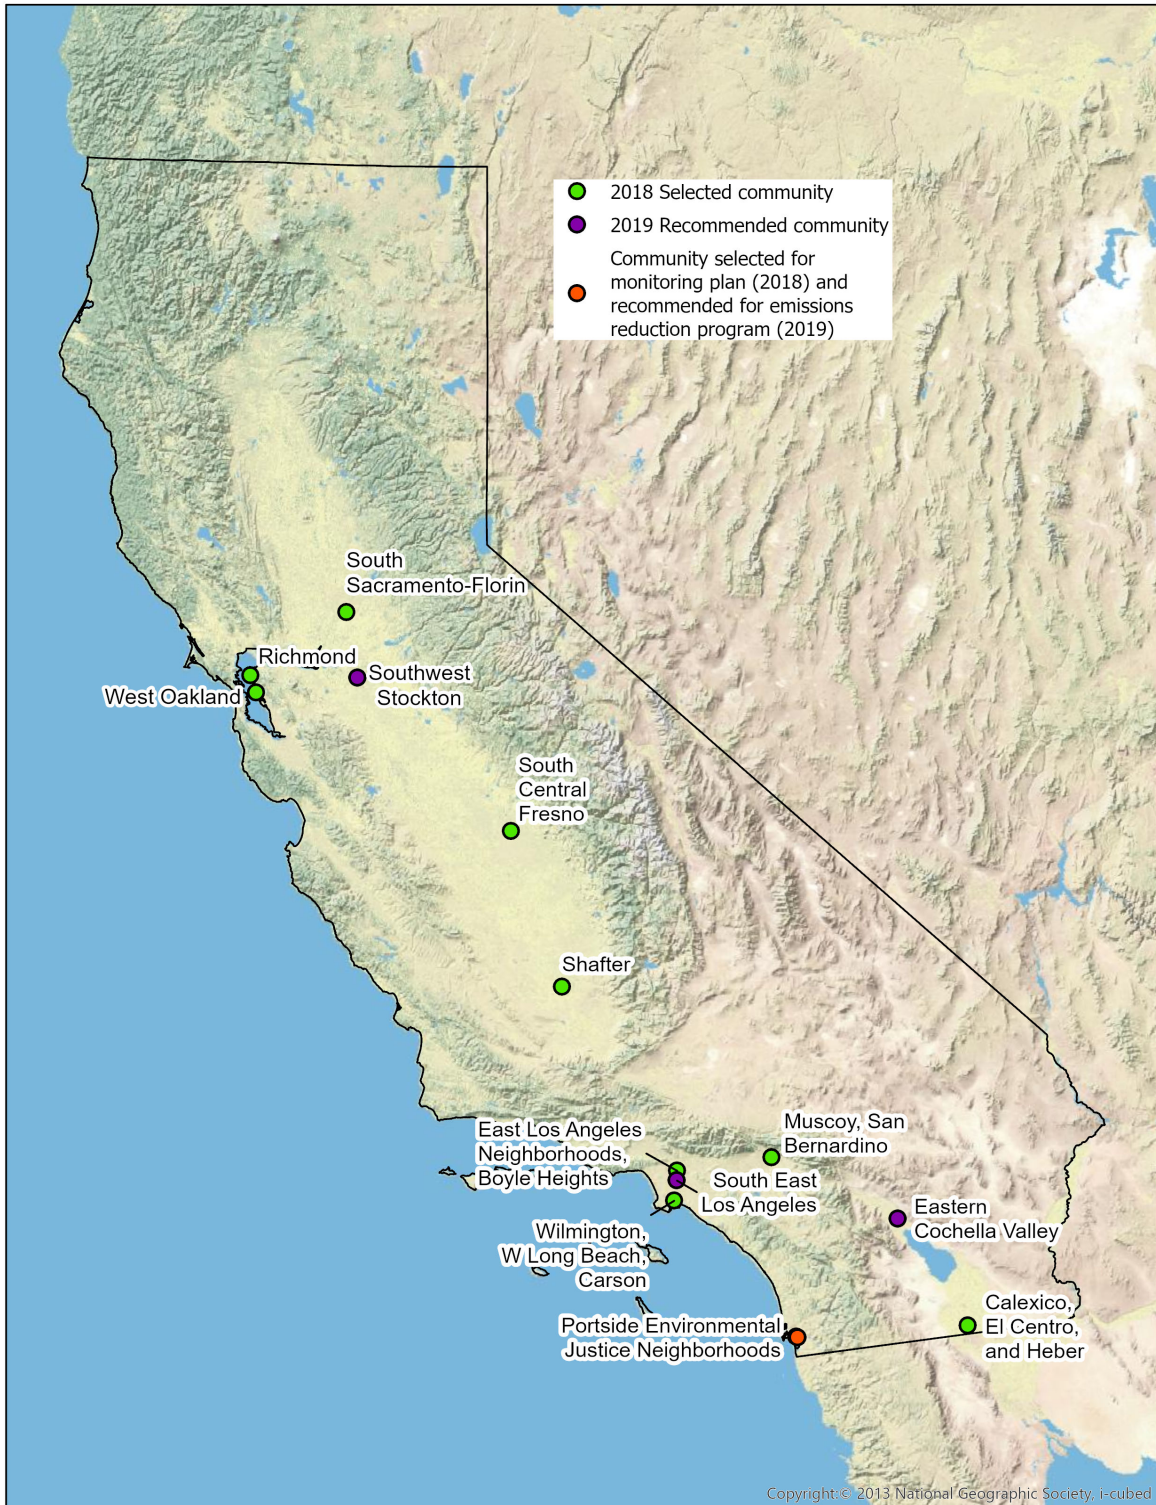 2018 Selected community
2019 Recommended community
Community selected for
monitoring plan (2018) and
recommended for emissions
reduction program (2019)
South
Sacramento-Florin
Richmond
Southwest
Stockton
West Oakland
South
Central
Fresno
Shafter
Muscoy, San
Bernardino
East Los Angeles
Neighborhoods,
Boyle Heights
South East
Los Angeles
Eastern
Cochella Valley
Wilmington,
W Long Beach,
Carson
Calexico,
El Centro,
and Heber
Portside Environmental
Justice Neighborhoods
Copyright:© 2013 National Geographic Society, i-cubed